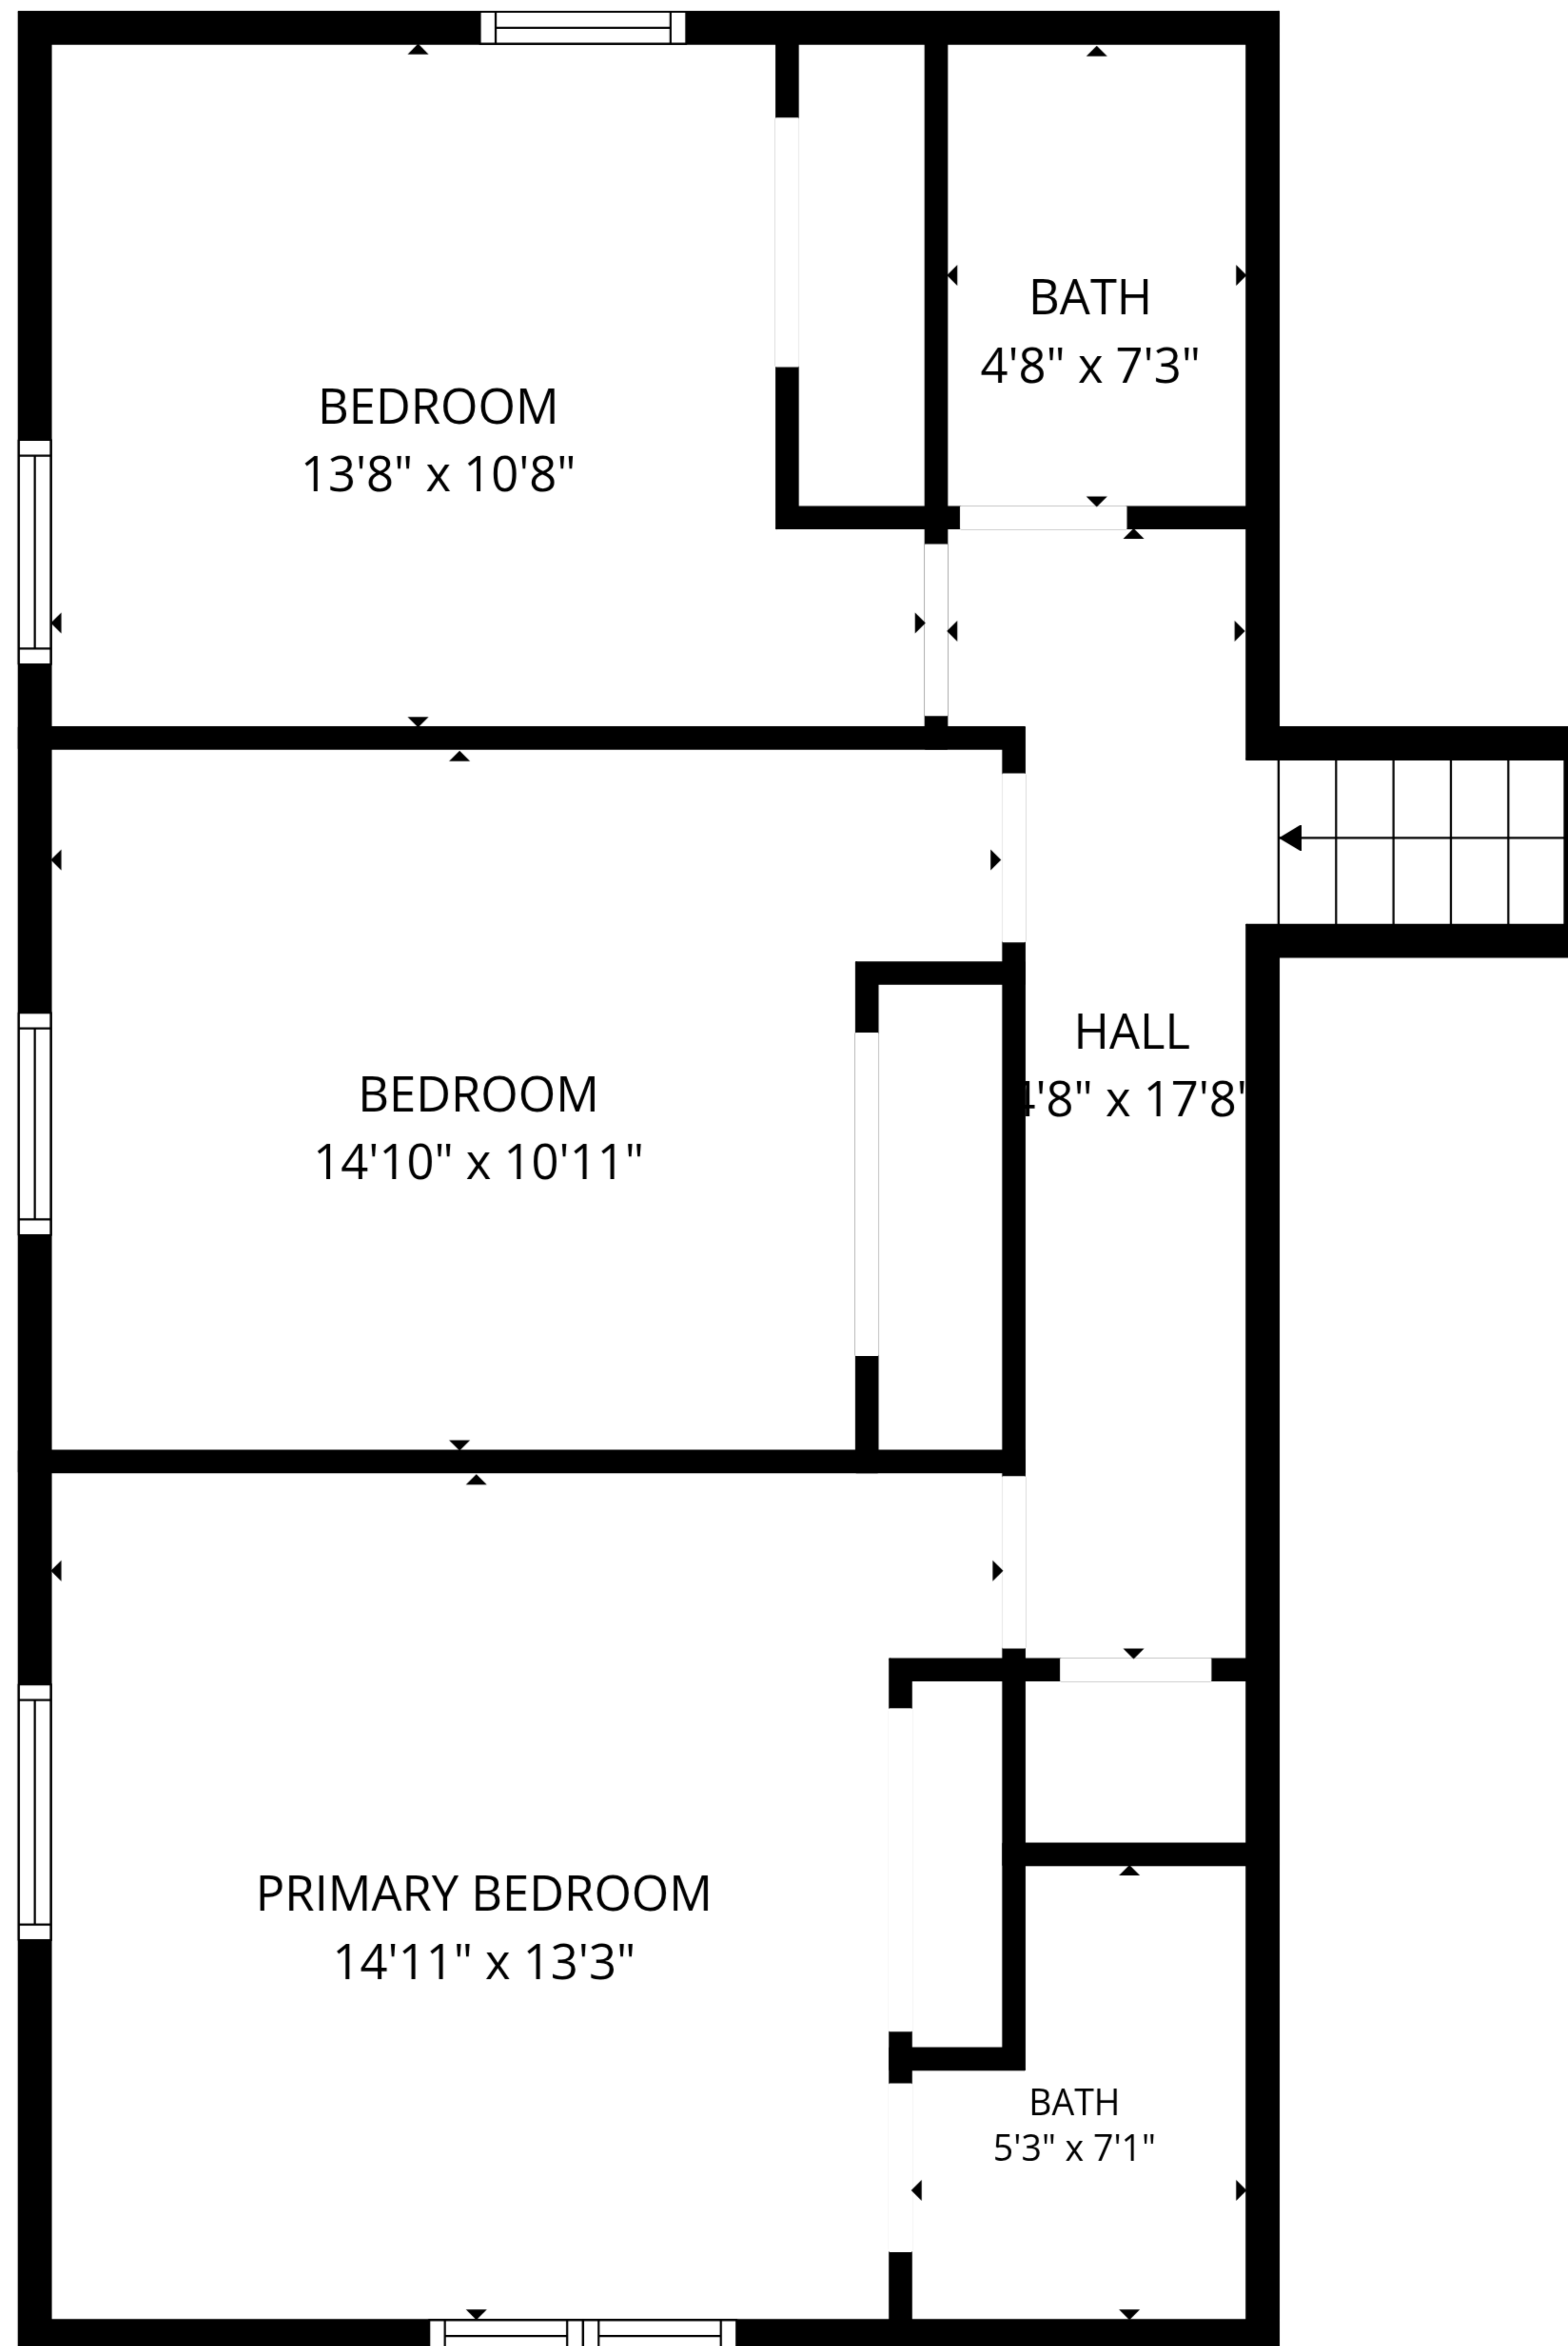 BATH
4'8" x 7'3"
BEDROOM
13'8" x 10'8"
HALL
4'8" x 17'8"
BEDROOM
14'10" x 10'11"
PRIMARY BEDROOM
14'11" x 13'3"
BATH
5'3" x 7'1"